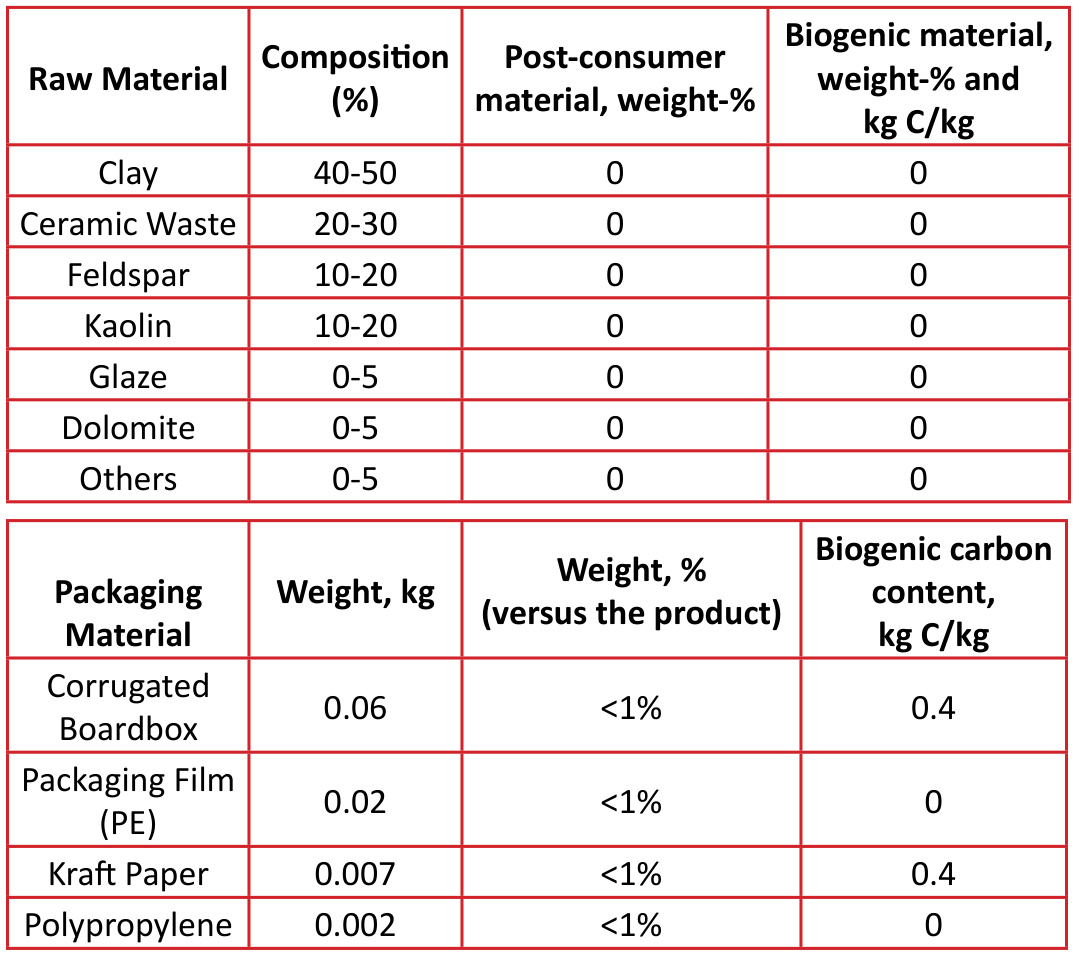 Raw Material
Composition
(%)
Post-consumer
material, weight-%
Biogenic material,
weight-% and
kg C/kg
Clay 40-50 0 0
Ceramic Waste 20-30 0 0
Feldspar 10-20 0 0
Kaolin 10-20 0 0
Glaze 0-5 0 0
Dolomite 0-5 0 0
Others 0-5 0 0
Packaging
Material
Weight, kg
Weight, %
(versus the product)
Biogenic carbon
content,
kg C/kg
Corrugated
Boardbox
0.06 <1% 0.4
Packaging Film
(PE)
0.02 <1% 0
Kraft Paper 0.007 <1% 0.4
Polypropylene 0.002 <1% 0